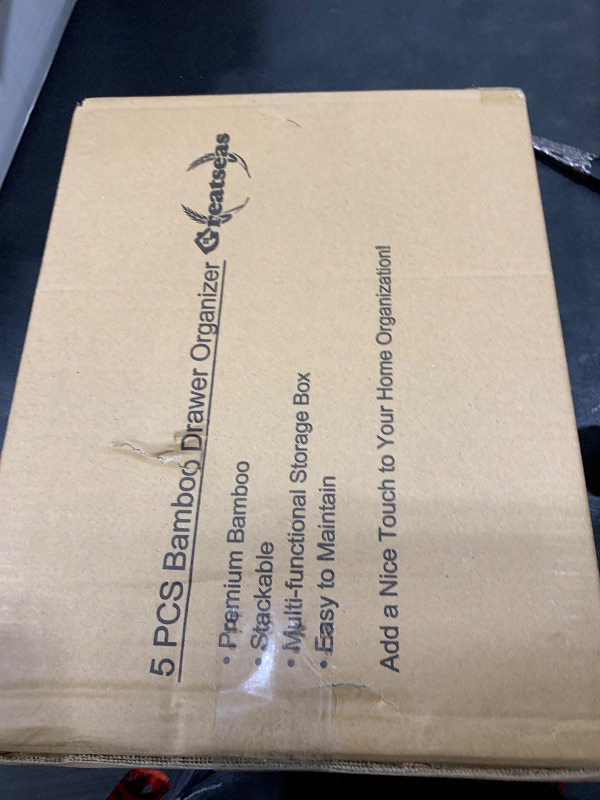 Greatseas
5 PCS Bamboo Drawer Organizer
• Premium Bamboo
• Stackable
• Multi-functional Storage Box
• Easy to Maintain
Add a Nice Touch to Your Home Organization!